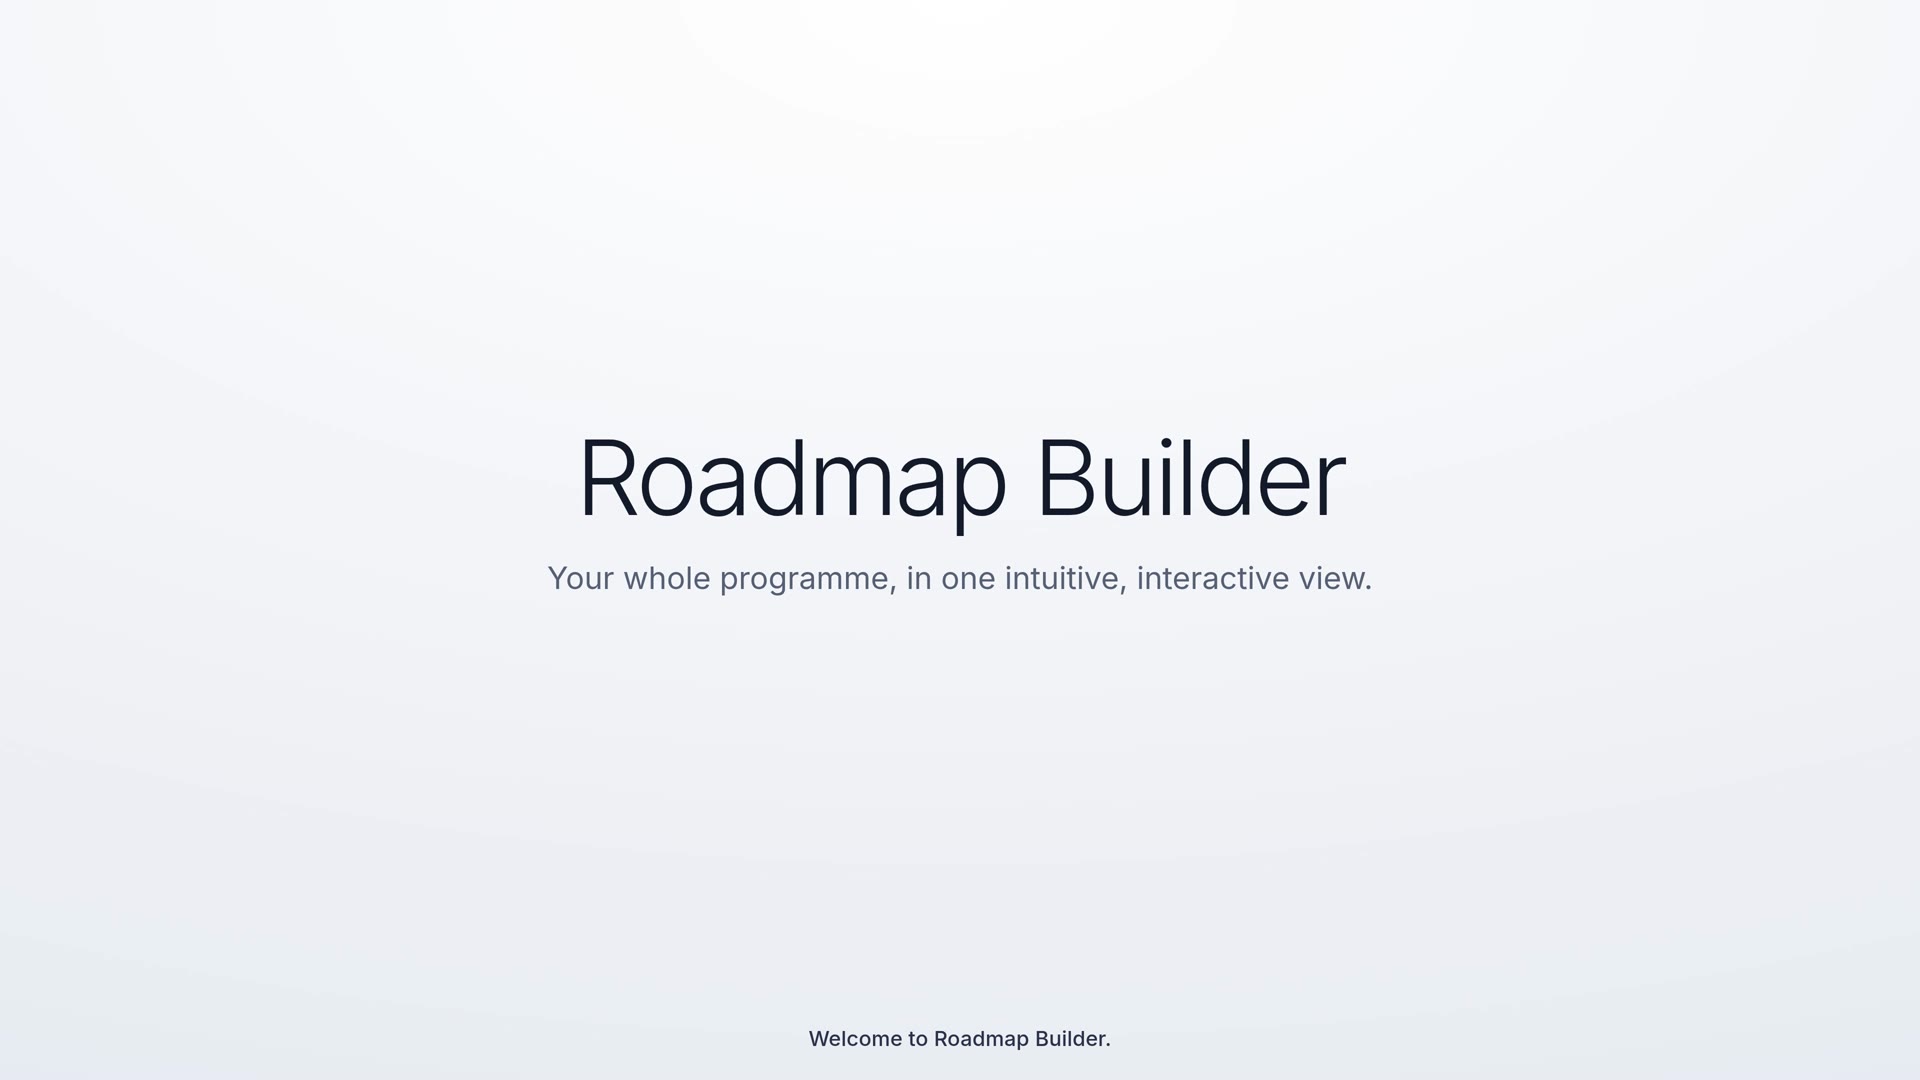 Roadmap Builder
Your whole programme, in one intuitive, interactive view.
Welcome to Roadmap Builder.